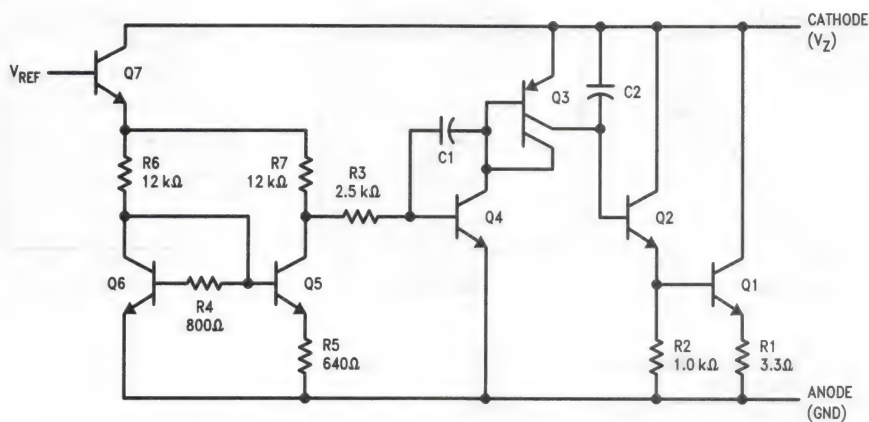 CATHODE
(VZ)
VREF
Q7
Q3
C2
C1
R6
12 kΩ
R7
12 kΩ
R3
2.5 kΩ
Q4
Q2
Q6
R4
800Ω
Q5
Q1
R5
640Ω
R2
1.0 kΩ
R1
3.3Ω
ANODE
(GND)